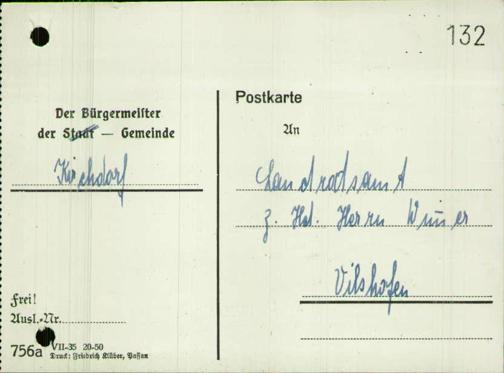 132
Der Bürgermeister
der Stadt — Gemeinde
Kirchdorf
Frei!
Ausl.-Nr.
756a VII-35 20-50
Druck: Friedrich Klüber, Passau
Postkarte
An
Landratsamt
z. Hd. Herrn
Vilshofen